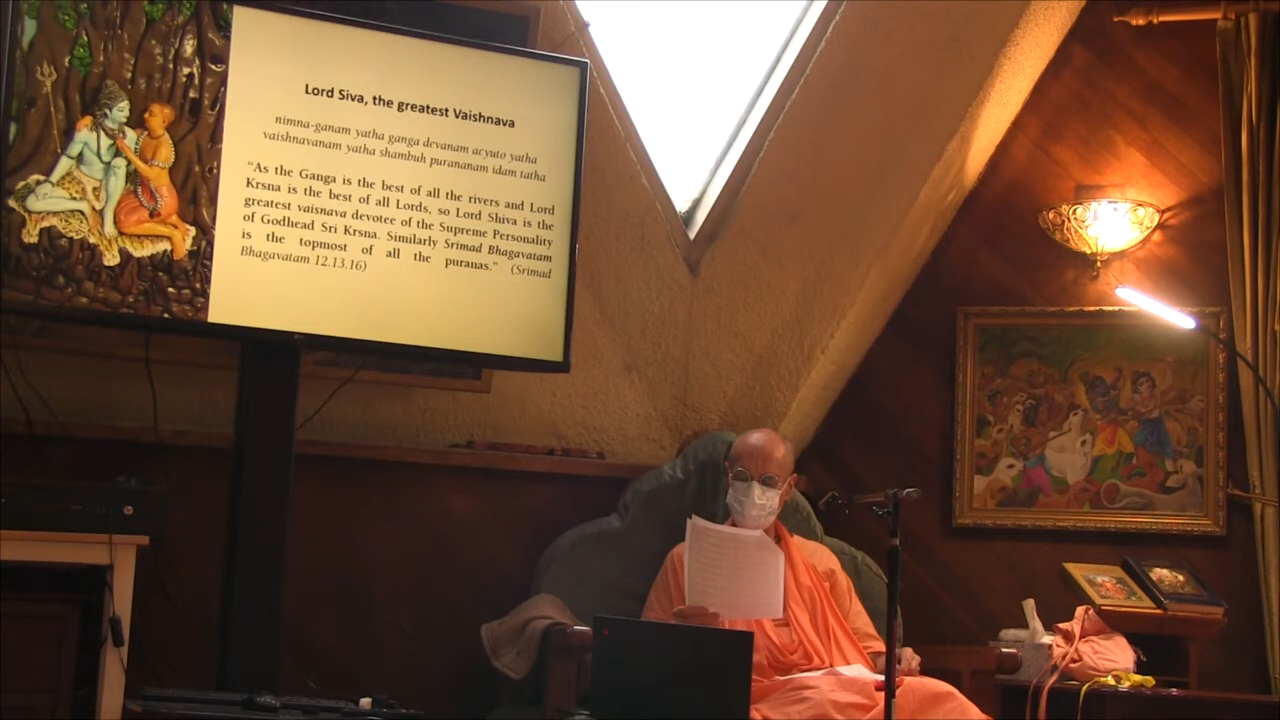 Lord Siva, the greatest Vaishnava
nimna-ganam yatha ganga devanam acyuto yatha
vaishnavanam yatha shambuh purananam idam tatha
“As the Ganga is the best of all the rivers and Lord
Krsna is the best of all Lords, so Lord Shiva is the
greatest vaisnava devotee of the Supreme Personality
of Godhead Sri Krsna. Similarly Srimad Bhagavatam
is the topmost of all the puranas.” (Srimad
Bhagavatam 12.13.16)
hp